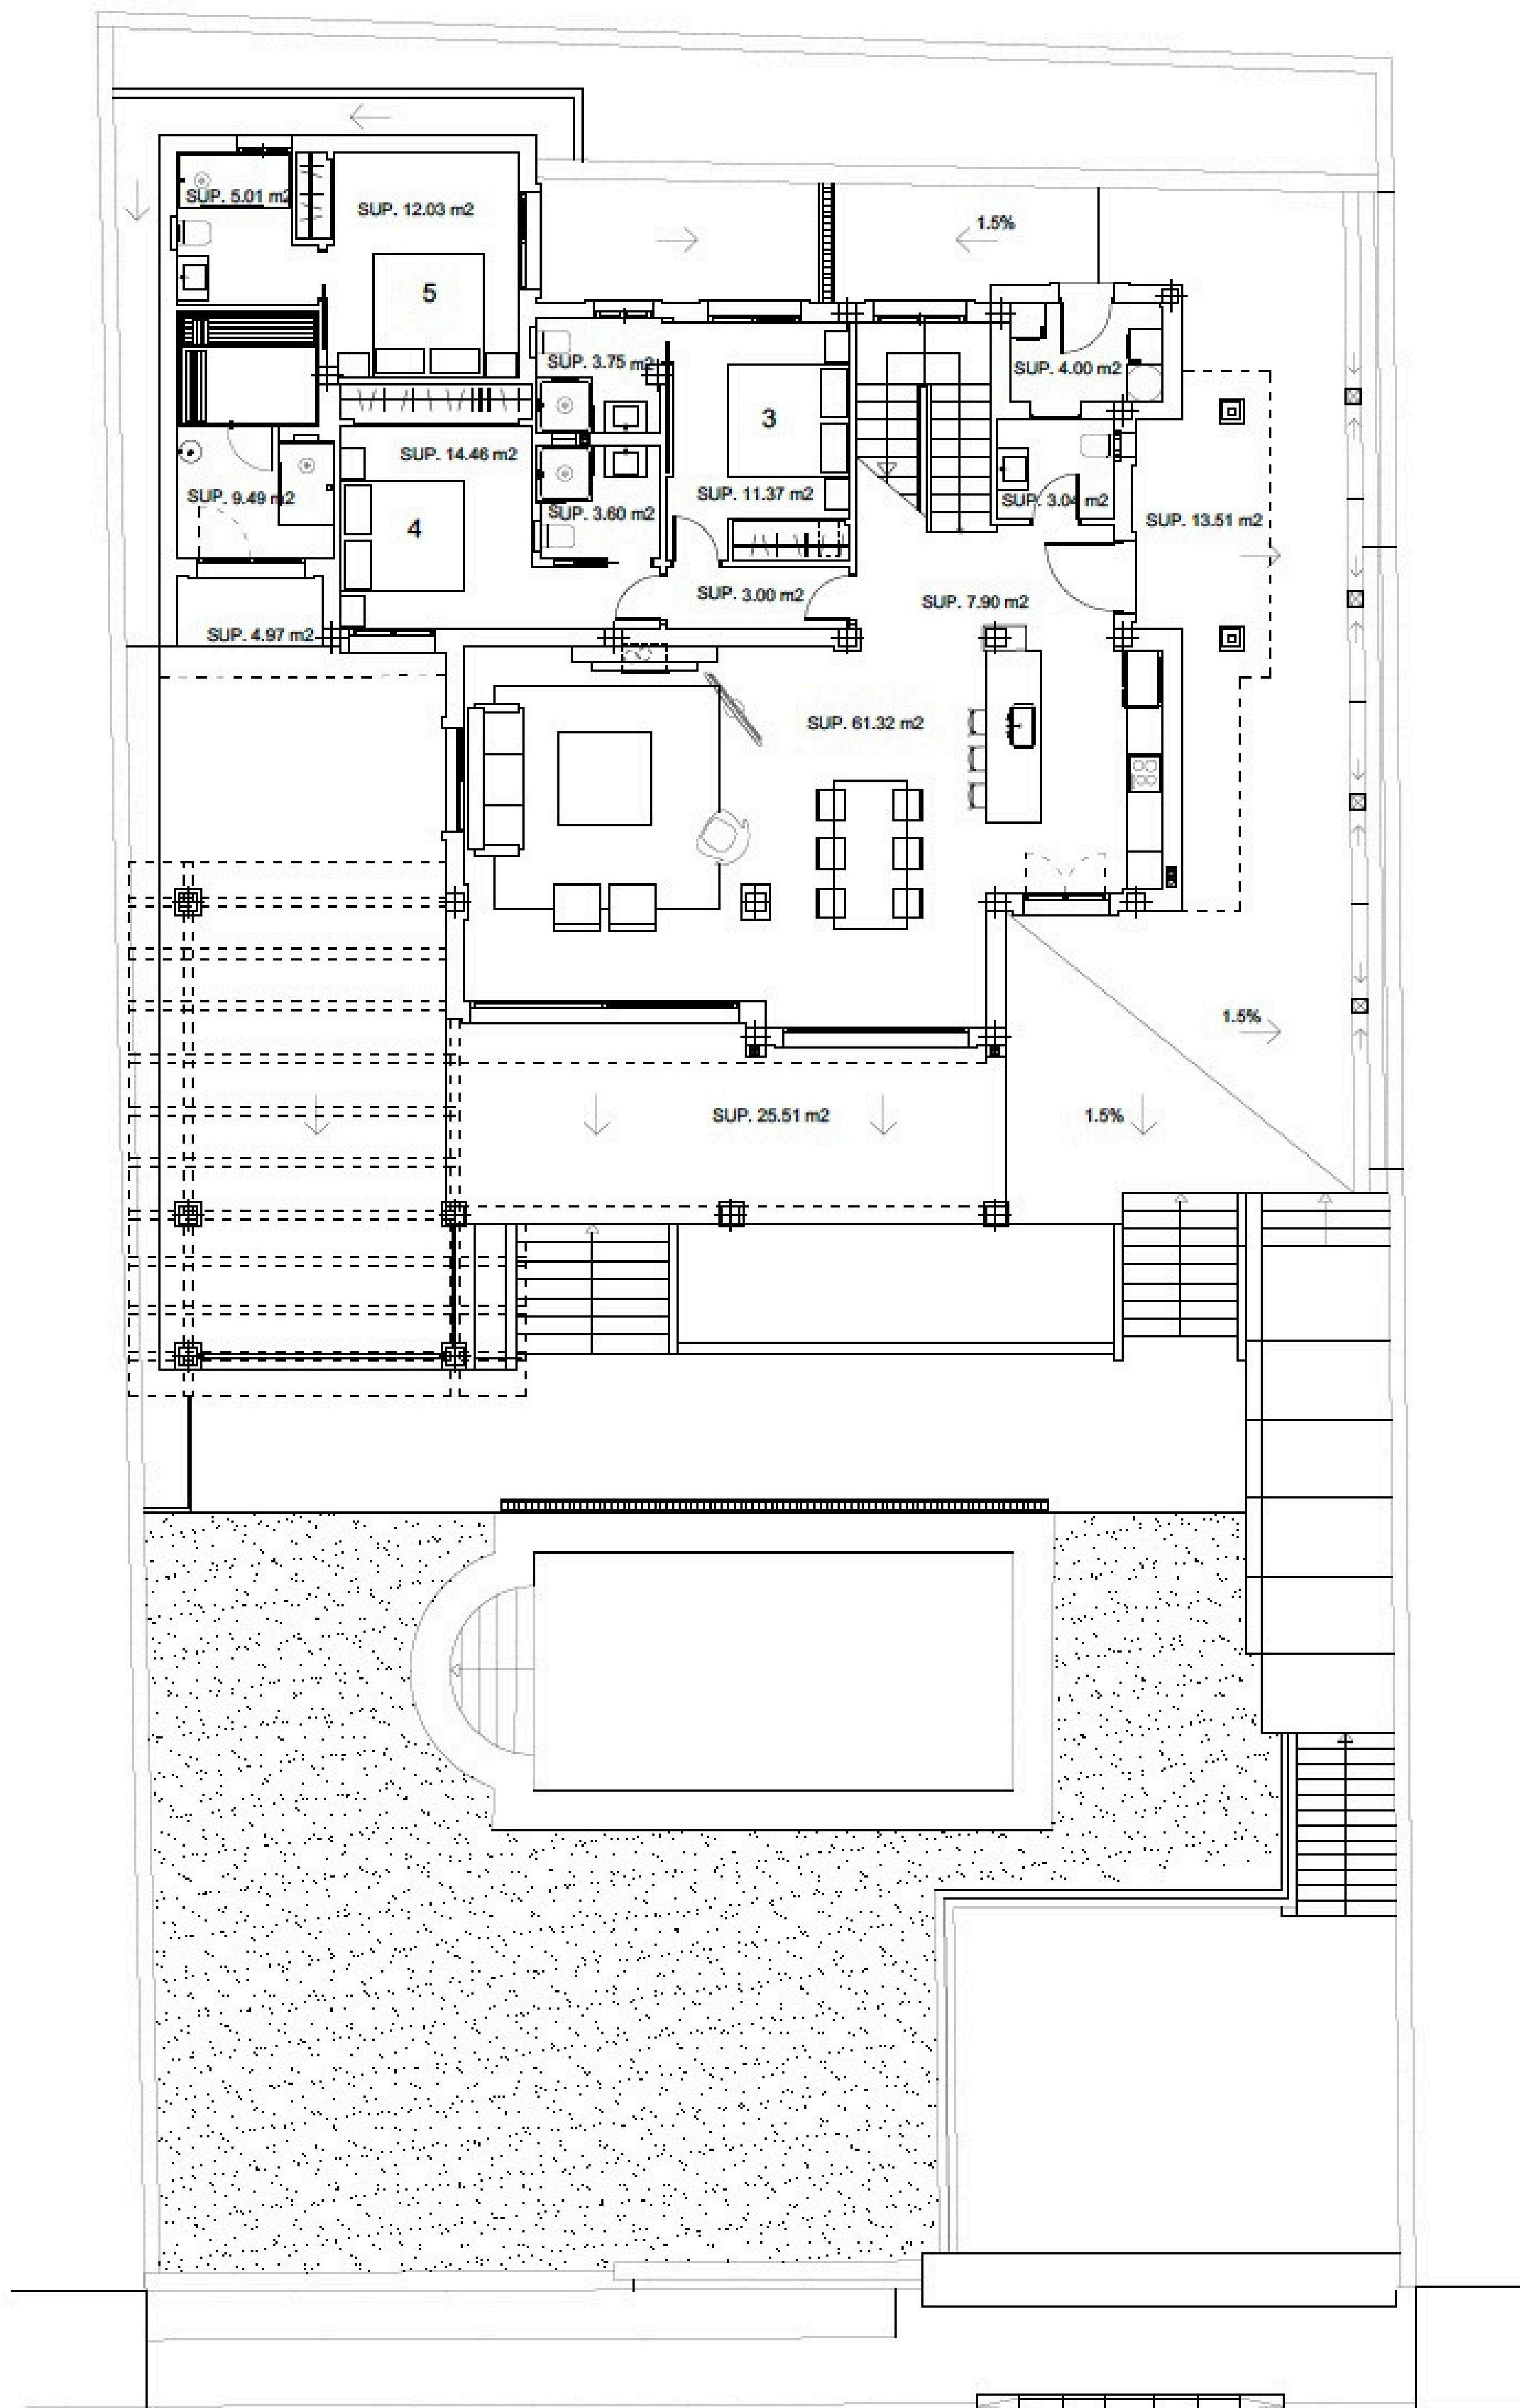 SUP. 5.01 m2
SUP. 12.03 m2
1.5%
5
SUP. 3.75 m2
SUP. 4.00 m2
3
SUP. 14.46 m2
SUP. 9.49 m2
SUP. 11.37 m2
SUP. 3.04 m2
SUP. 3.60 m2
SUP. 13.51 m2
4
SUP. 3.00 m2
SUP. 7.90 m2
SUP. 4.97 m2
SUP. 61.32 m2
1.5%
SUP. 25.51 m2
1.5%